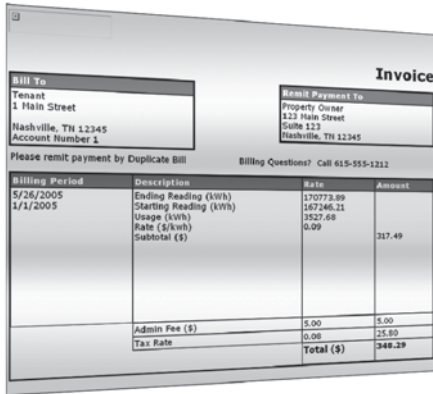 Invoice
Bill To
Tenant
1 Main Street
Nashville, TN 12345
Account Number 1
Remit Payment To
Property Owner
123 Main Street
Suite 123
Nashville, TN 12345
Please remit payment by Duplicate Bill
Billing Questions? Call 615-555-1212
Billing Period Description Rate Amount
5/26/2005 Ending Reading (kWh) 170773.89
1/1/2005 Starting Reading (kWh) 167246.21
Usage (kWh) 3527.68
Rate ($/kwh) 0.09
Subtotal ($) 317.49
Admin Fee ($) 5.00 5.00
Tax Rate 0.08 25.80
Total ($) 348.29